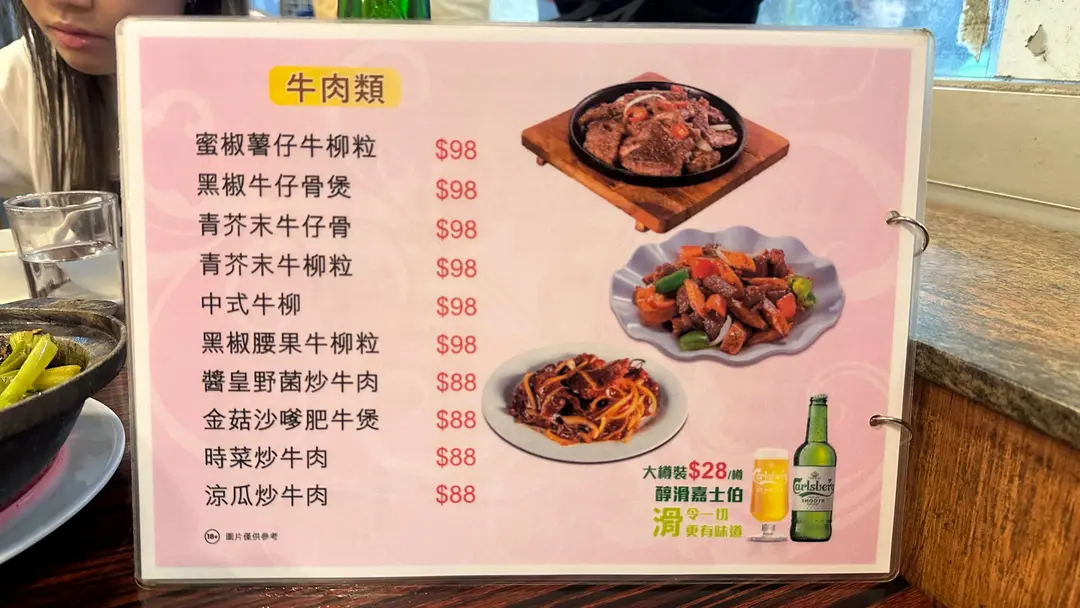 牛肉類
蜜椒薯仔牛柳粒 $98
黑椒牛仔骨煲 $98
青芥末牛仔骨 $98
青芥末牛柳粒 $98
中式牛柳 $98
黑椒腰果牛柳粒 $98
醬皇野菌炒牛肉 $88
金菇沙嗲肥牛煲 $88
時菜炒牛肉 $88
涼瓜炒牛肉 $88
大樽裝$28/樽
醇滑嘉士伯
滑 令一切
更有味道
Carlsberg
Carlsberg
SMOOTH
18+ 圖片僅供參考